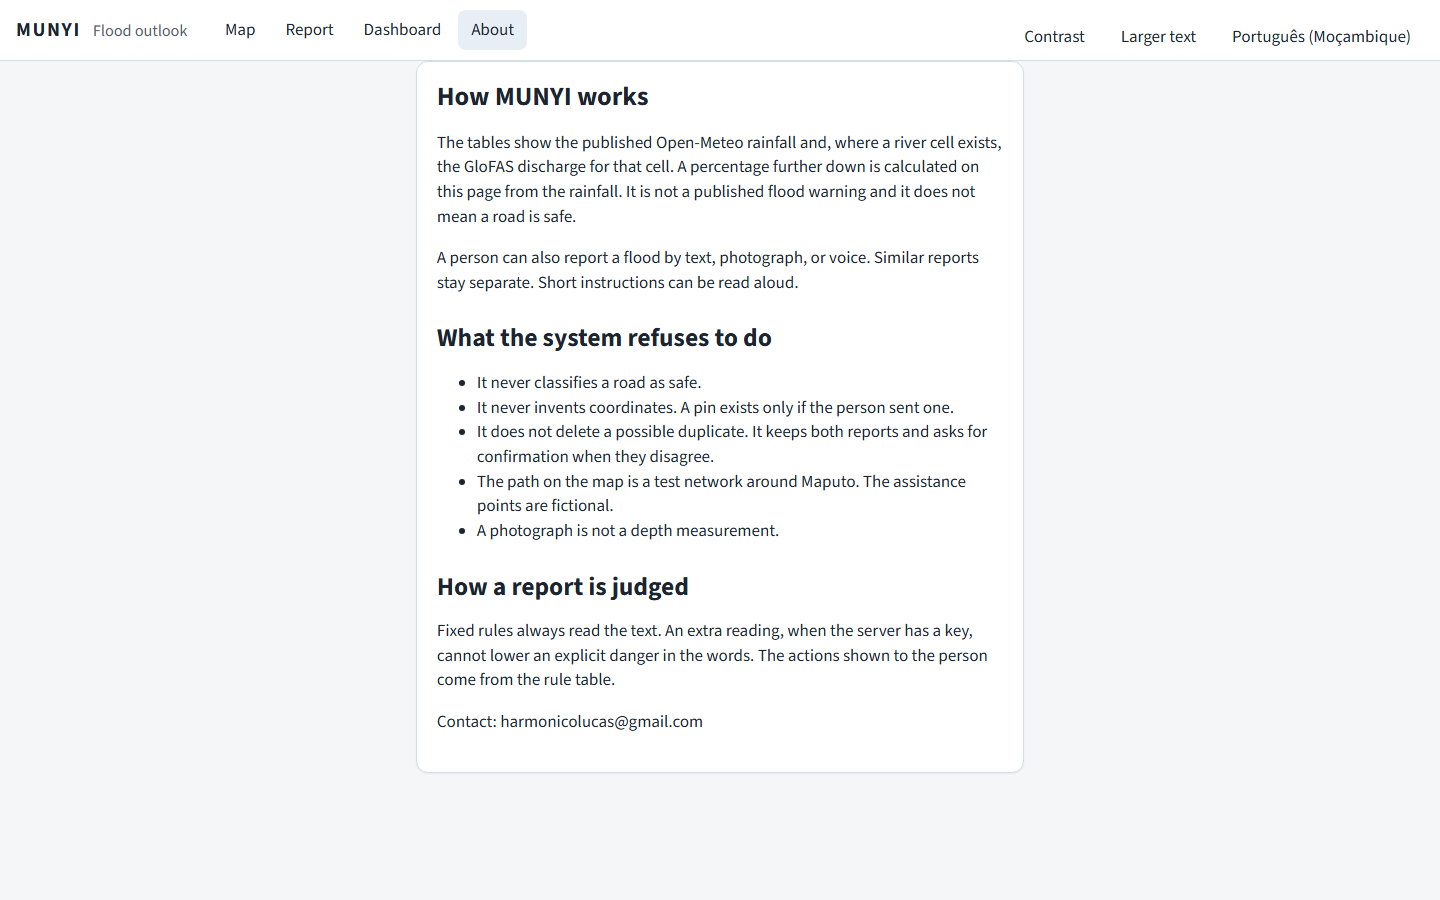 MUNYI Flood outlook Map Report Dashboard About Contrast Larger text Português (Moçambique)
How MUNYI works
The tables show the published Open-Meteo rainfall and, where a river cell exists,
the GloFAS discharge for that cell. A percentage further down is calculated on
this page from the rainfall. It is not a published flood warning and it does not
mean a road is safe.
A person can also report a flood by text, photograph, or voice. Similar reports
stay separate. Short instructions can be read aloud.
What the system refuses to do
It never classifies a road as safe.
It never invents coordinates. A pin exists only if the person sent one.
It does not delete a possible duplicate. It keeps both reports and asks for
confirmation when they disagree.
The path on the map is a test network around Maputo. The assistance
points are fictional.
A photograph is not a depth measurement.
How a report is judged
Fixed rules always read the text. An extra reading, when the server has a key,
cannot lower an explicit danger in the words. The actions shown to the person
come from the rule table.
Contact: harmonicolucas@gmail.com